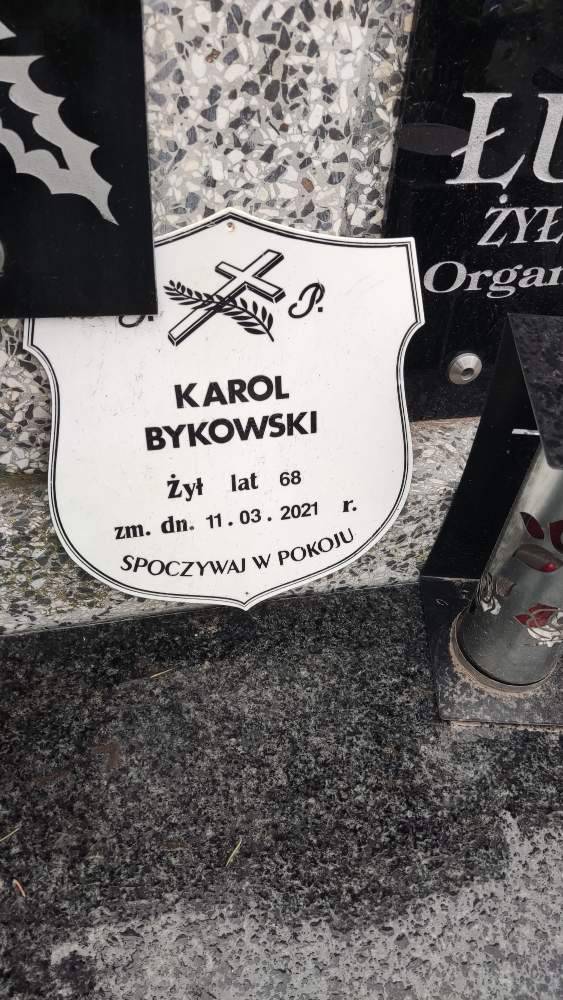 Ś. P.
KAROL
BYKOWSKI
Żył lat 68
zm. dn. 11.03.2021 r.
SPOCZYWAJ W POKOJU
ŻYŁ
Organ